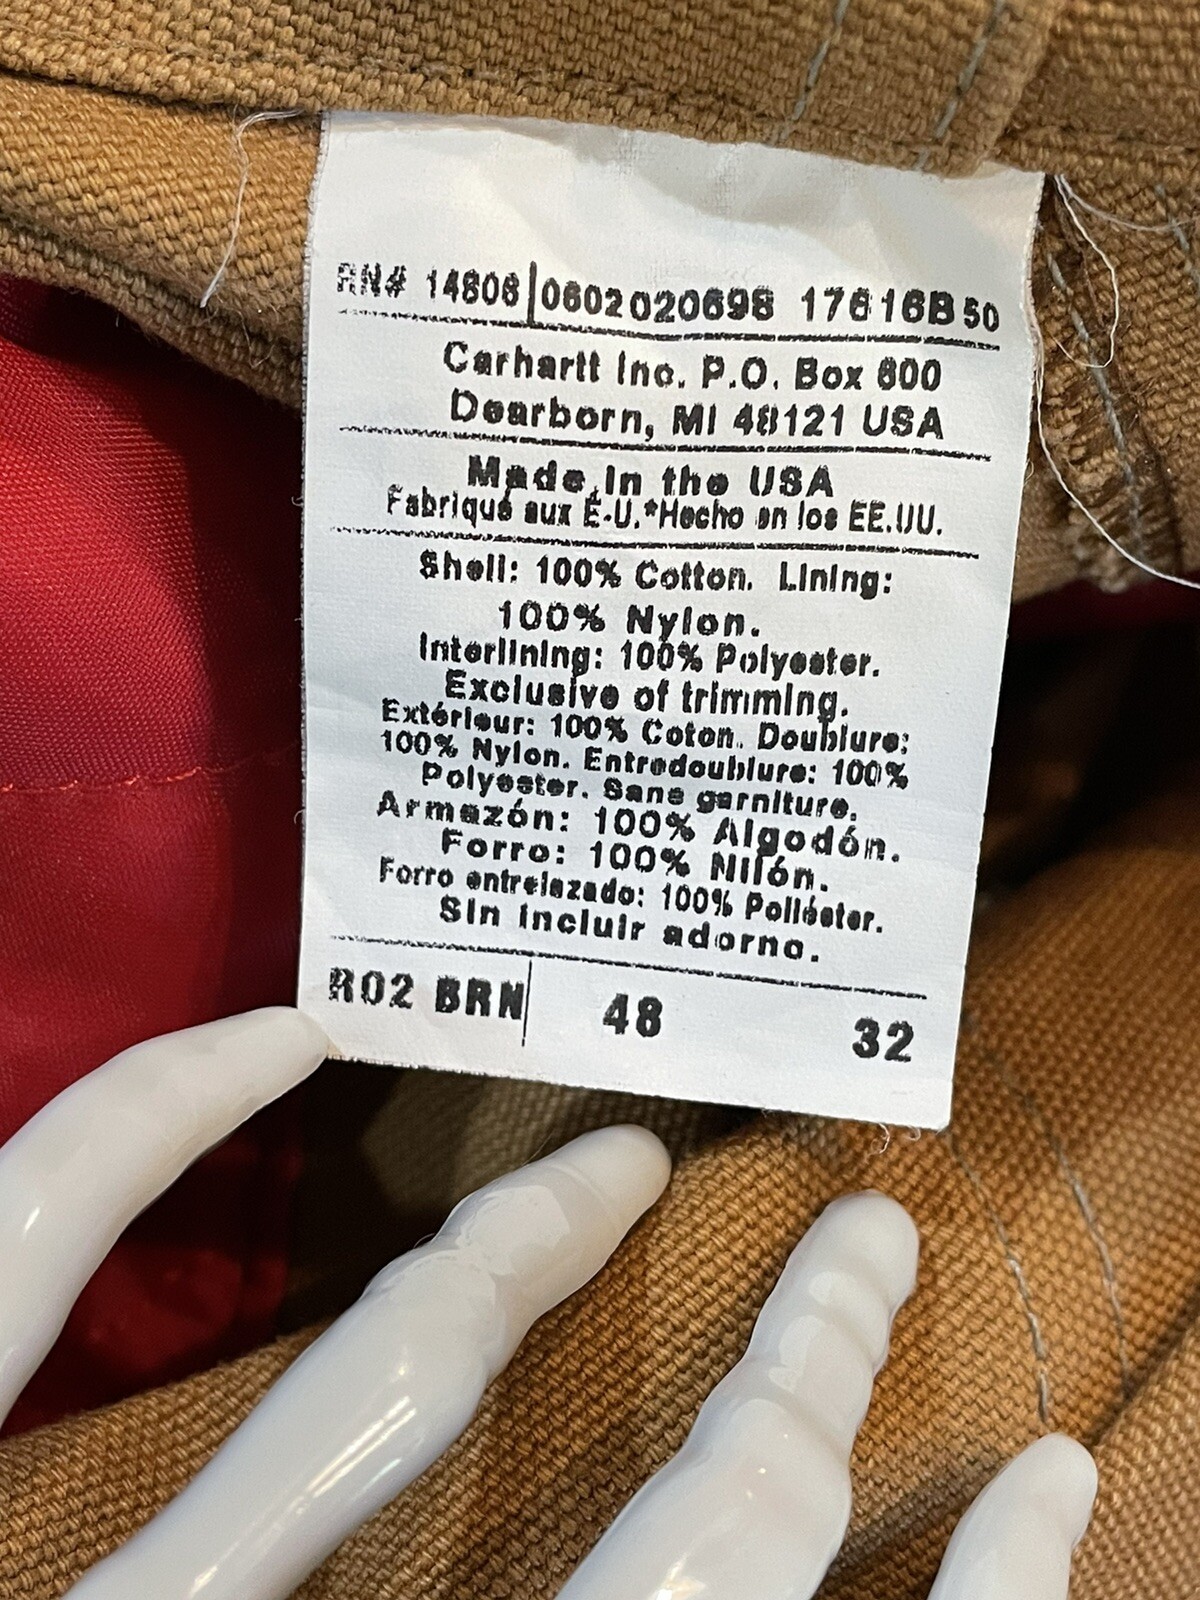 RN# 14806 0602020698 17616B 50
Carhartt Inc. P.O. Box 600
Dearborn, MI 48121 USA
Made in the USA
Fabriqué aux É-U.*Hecho en los EE.UU.
Shell: 100% Cotton. Lining:
100% Nylon.
Interlining: 100% Polyester.
Exclusive of trimming.
Extérieur: 100% Coton. Doublure:
100% Nylon. Entredoublure: 100%
Polyester. Sans garniture.
Armazón: 100% Algodón.
Forro: 100% Nilón.
Forro entrelazado: 100% Poliéster.
Sin incluir adorno.
R02 BRN 48 32